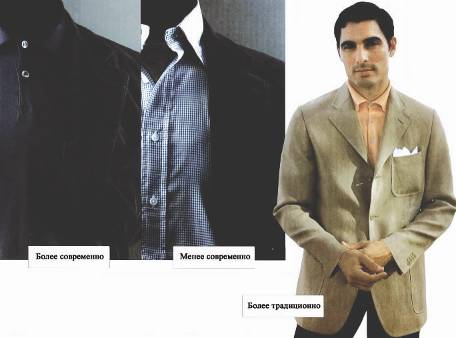 Более современно
Менее современно
Более традиционно